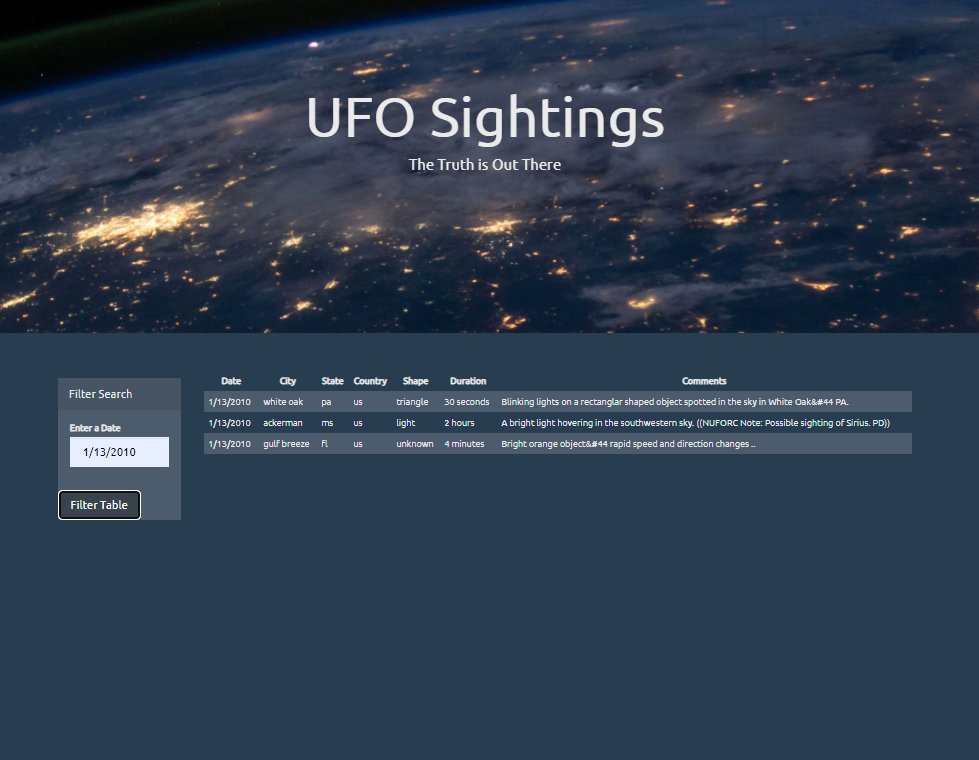 UFO Sightings
The Truth is Out There
Filter Search
Enter a Date
1/13/2010
Filter Table
Date City State Country Shape Duration Comments
1/13/2010 white oak pa us triangle 30 seconds Blinking lights on a rectanglar shaped object spotted in the sky in White Oak&#44 PA.
1/13/2010 ackerman ms us light 2 hours A bright light hovering in the southwestern sky. ((NUFORC Note: Possible sighting of Sirius. PD))
1/13/2010 gulf breeze fl us unknown 4 minutes Bright orange object&#44 rapid speed and direction changes ..